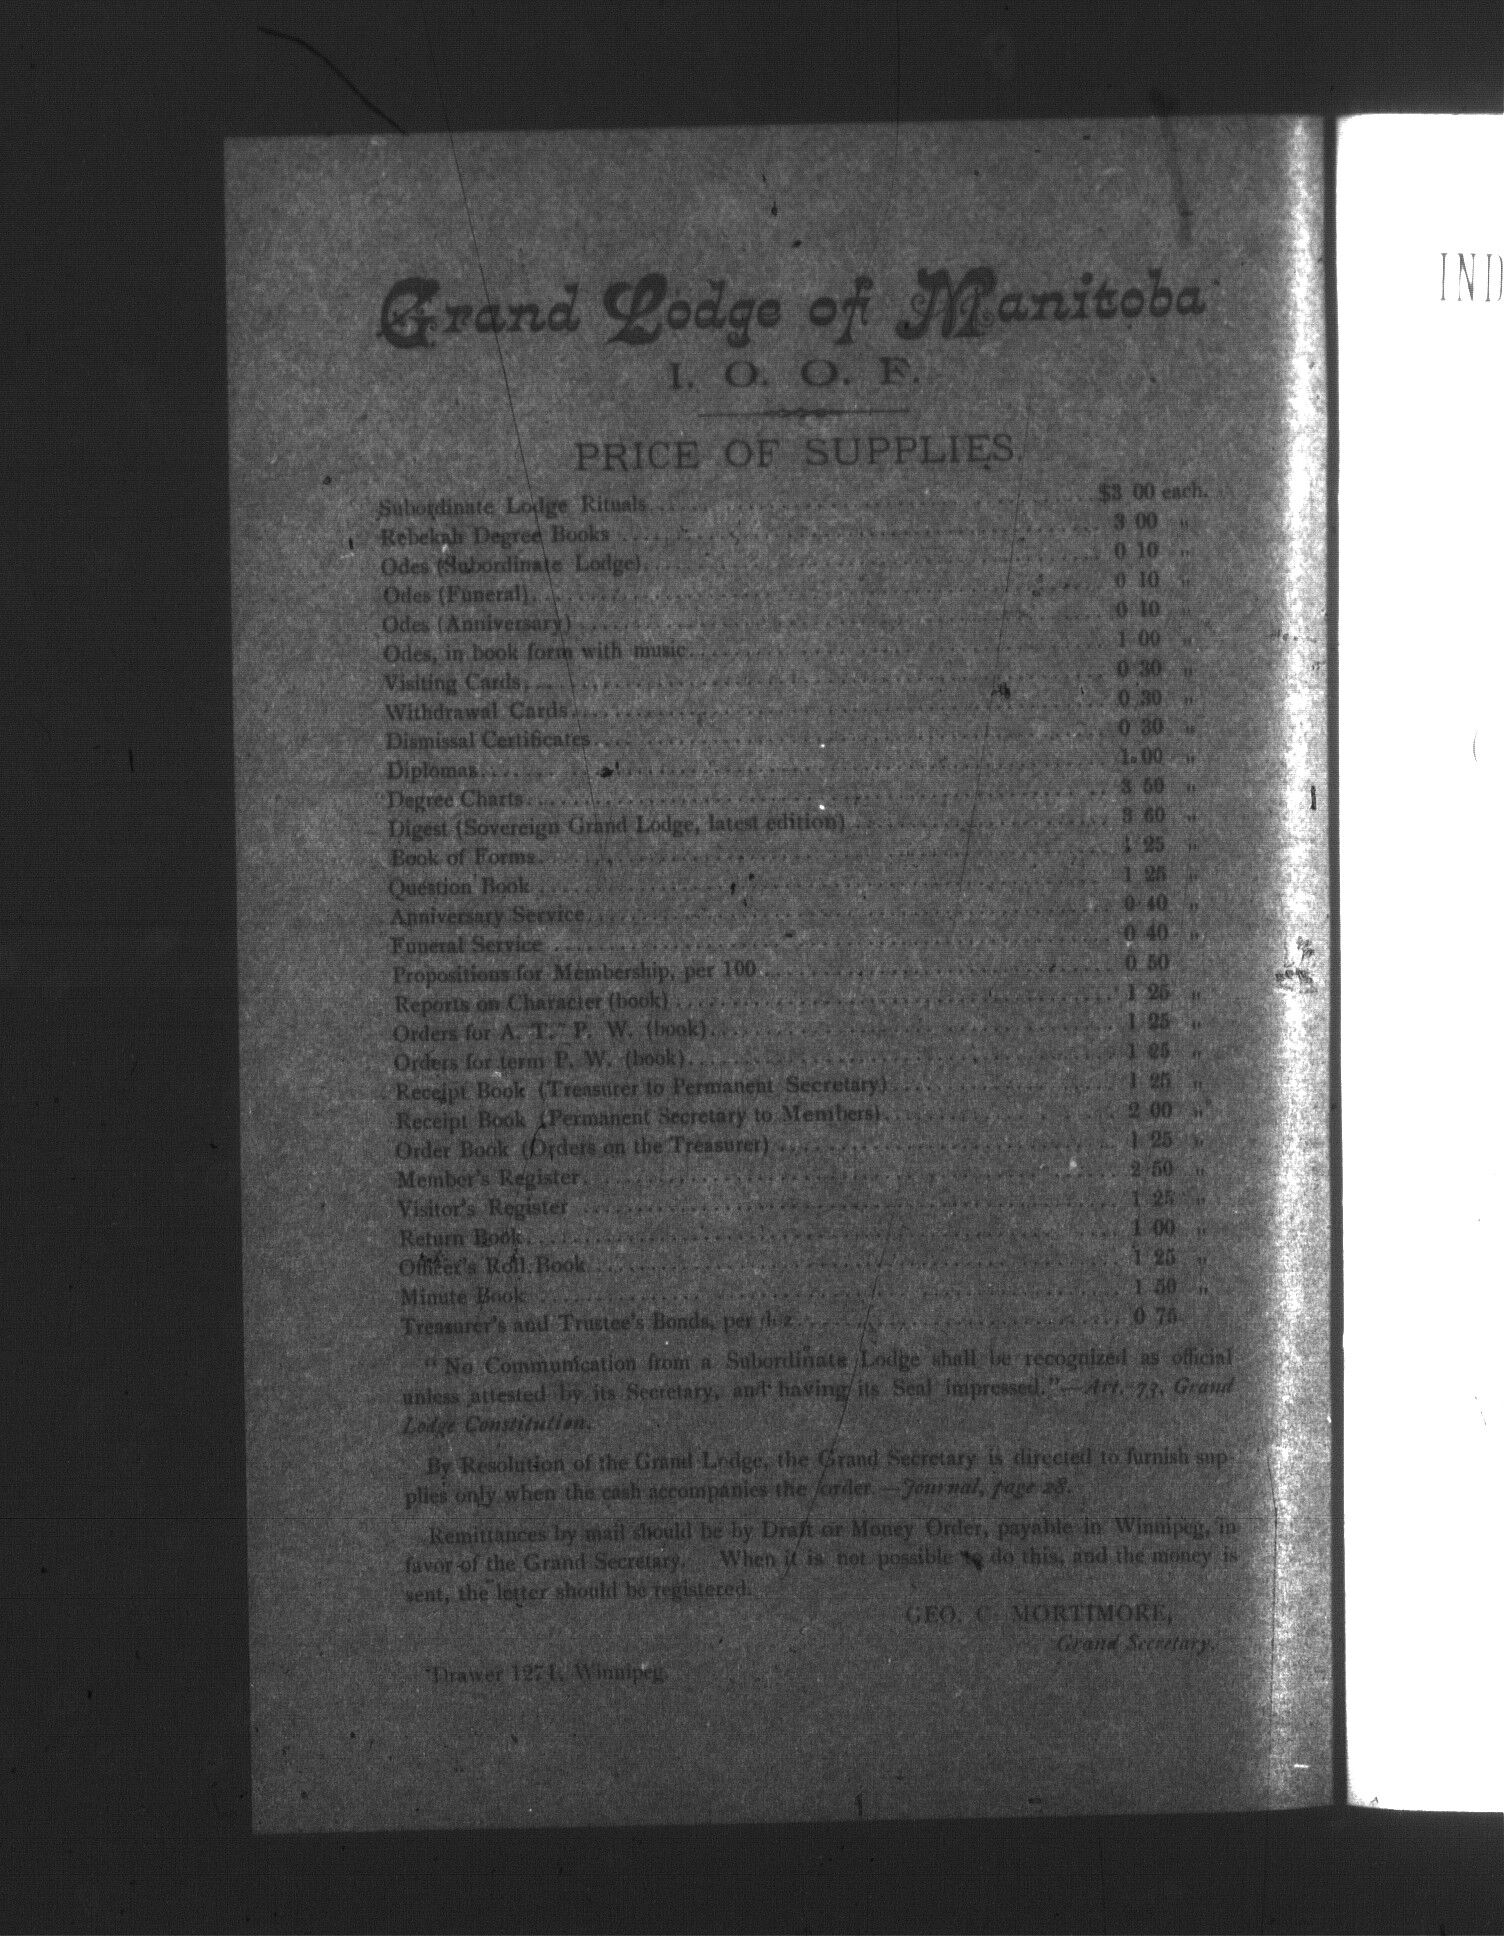 Grand Lodge of Manitoba
I. O. O. F.
PRICE OF SUPPLIES.
Subordinate Lodge Rituals $3 00 each.
Rebekah Degree Books 3 00 "
Odes (Subordinate Lodge) 0 10 "
Odes (Funeral) 0 10 "
Odes (Anniversary) 0 10 "
Odes, in book form with music 1 00 "
Visiting Cards 0 30 "
Withdrawal Cards 0 30 "
Dismissal Certificates 0 30 "
Diplomas 1 00 "
Degree Charts 3 50 "
Digest (Sovereign Grand Lodge, latest edition) 3 60 "
Book of Forms 1 25 "
Question Book 1 25 "
Anniversary Service 0 40 "
Funeral Service 0 40 "
Propositions for Membership, per 100 0 50
Reports on Character (book) 1 25 "
Orders for A. T. P. W. (book) 1 25 "
Orders for term P. W. (book) 1 25 "
Receipt Book (Treasurer to Permanent Secretary) 1 25 "
Receipt Book (Permanent Secretary to Members) 2 00 "
Order Book (Orders on the Treasurer) 1 25 "
Member's Register 2 50 "
Visitor's Register 1 25 "
Return Book 1 00 "
Officer's Roll Book 1 25 "
Minute Book 1 50 "
Treasurer's and Trustee's Bonds, per doz 0 75
"No Communication from a Subordinate Lodge shall be recognized as official
unless attested by its Secretary, and having its Seal impressed."—Art. 73, Grand
Lodge Constitution.
By Resolution of the Grand Lodge, the Grand Secretary is directed to furnish sup-
plies only when the cash accompanies the order.—Journal, page 28.
Remittances by mail should be by Draft or Money Order, payable in Winnipeg, in
favor of the Grand Secretary. When it is not possible to do this, and the money is
sent, the letter should be registered.
GEO. C. MORTIMORE,
Grand Secretary.
Drawer 1274, Winnipeg.
IND